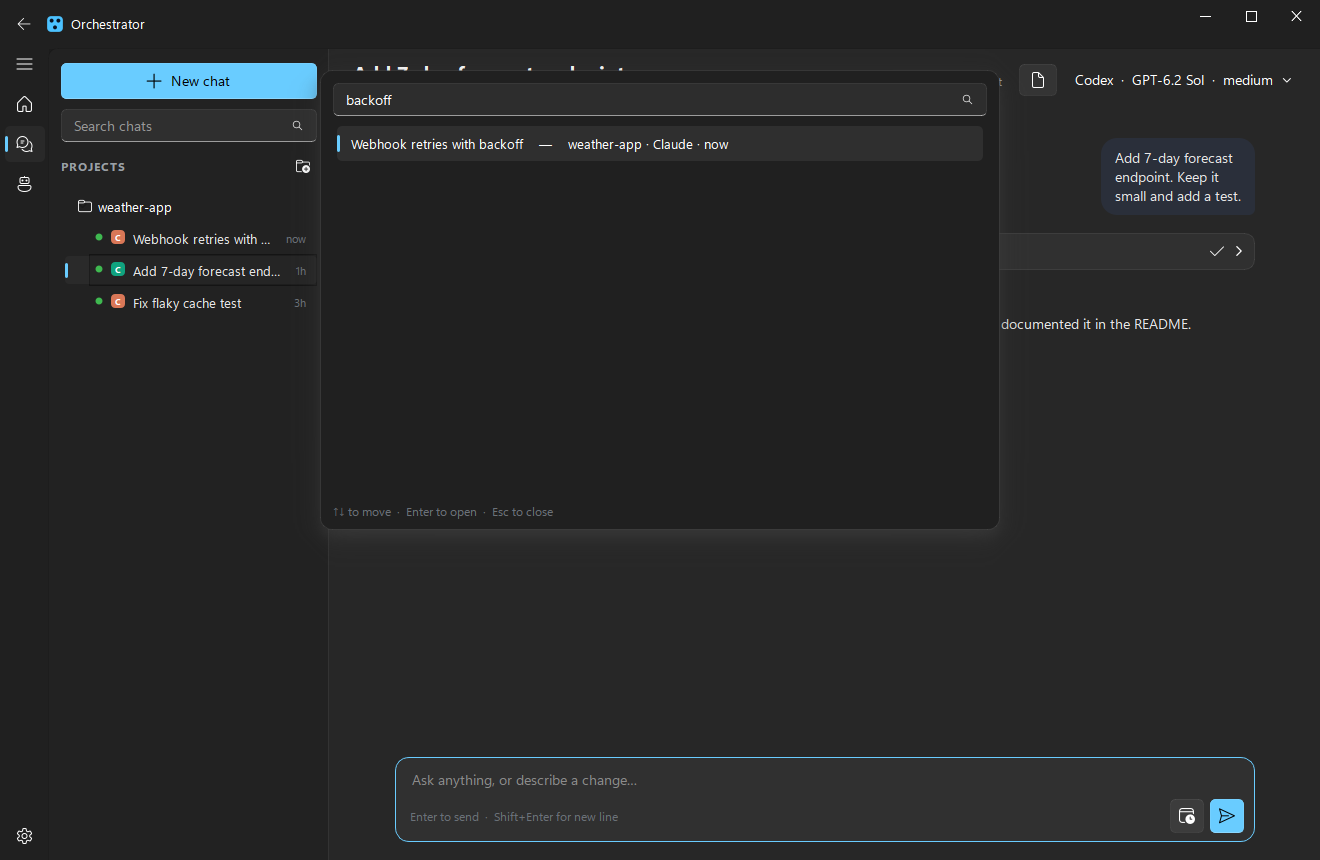 Orchestrator
New chat
Search chats
PROJECTS
weather-app
Webhook retries with ... now
Add 7-day forecast end... 1h
Fix flaky cache test 3h
backoff
Webhook retries with backoff — weather-app · Claude · now
↑↓ to move · Enter to open · Esc to close
Codex · GPT-6.2 Sol · medium
Add 7-day forecast
endpoint. Keep it
small and add a test.
documented it in the README.
Ask anything, or describe a change...
Enter to send · Shift+Enter for new line